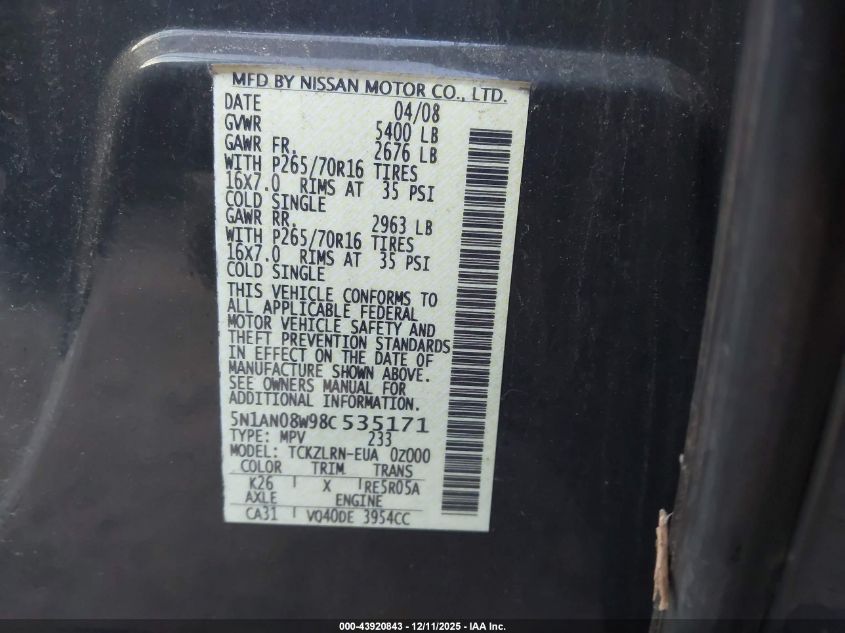 MFD BY NISSAN MOTOR CO., LTD.
DATE 04/08
GVWR 5400 LB
GAWR FR. 2676 LB
WITH P265/70R16 TIRES
16X7.0 RIMS AT 35 PSI
COLD SINGLE
GAWR RR. 2963 LB
WITH P265/70R16 TIRES
16X7.0 RIMS AT 35 PSI
COLD SINGLE
THIS VEHICLE CONFORMS TO
ALL APPLICABLE FEDERAL
MOTOR VEHICLE SAFETY AND
THEFT PREVENTION STANDARDS
IN EFFECT ON THE DATE OF
MANUFACTURE SHOWN ABOVE.
SEE OWNERS MANUAL FOR
ADDITIONAL INFORMATION.
5N1AN08W98C535171
TYPE: MPV 233
MODEL: TCKZLRN-EUA 0Z000
COLOR TRIM TRANS
K26 X RE5R05A
AXLE ENGINE
CA31 VQ40DE 3954CC
000-43920843 - 12/11/2025 - IAA Inc.